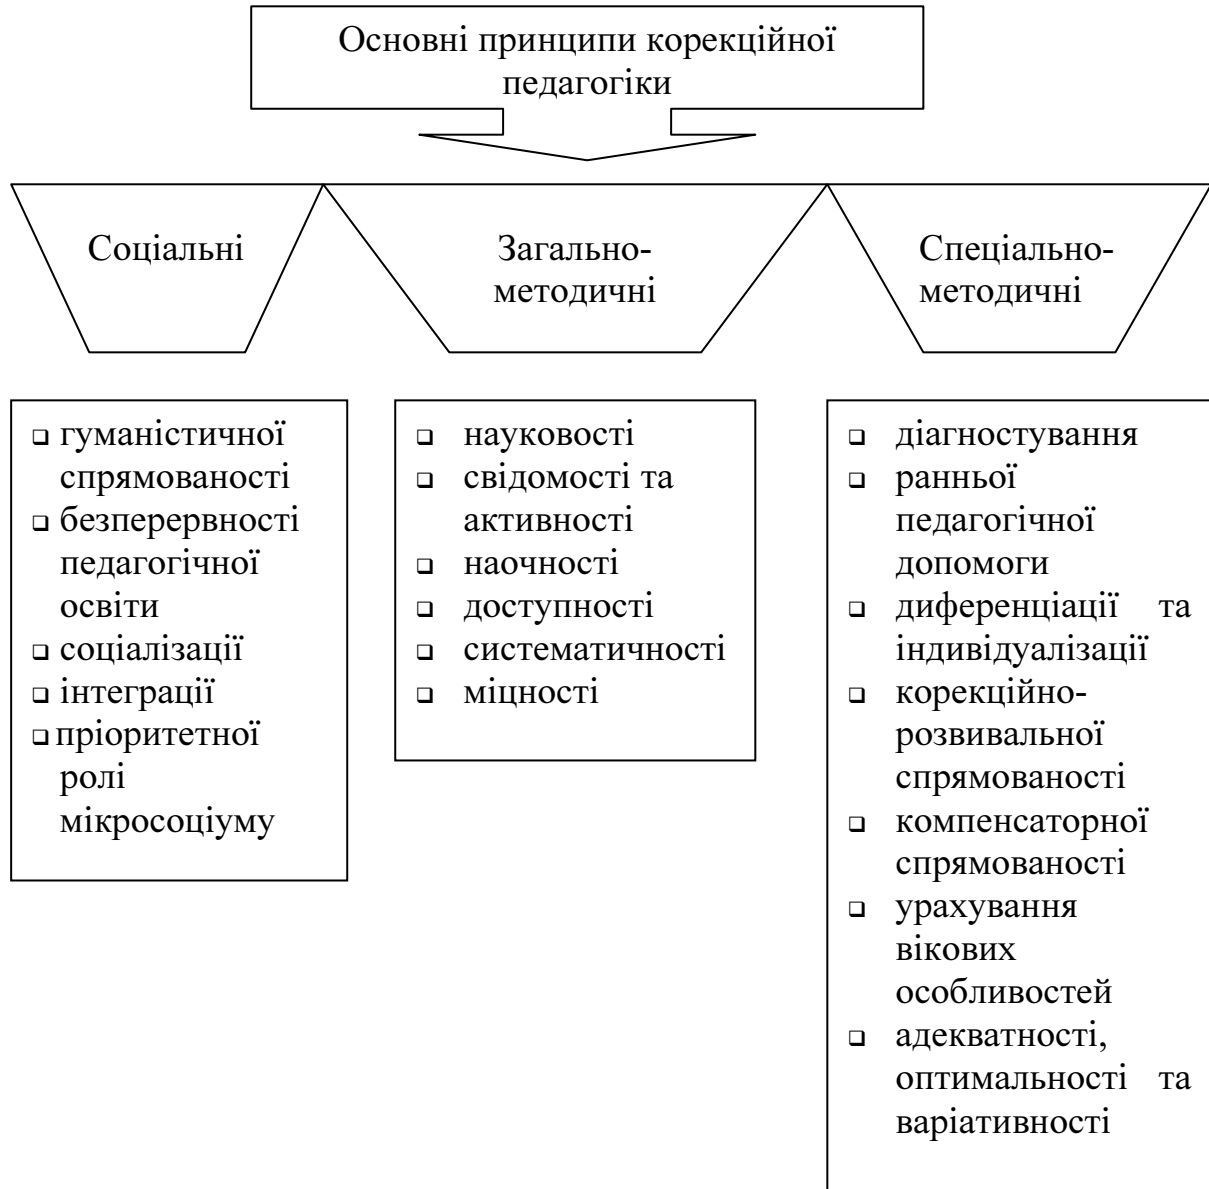 Основні принципи корекційної
педагогіки
Соціальні
Загально-
методичні
Спеціально-
методичні
гуманістичної
спрямованості
безперервності
педагогічної
освіти
соціалізації
інтеграції
пріоритетної
ролі
мікросоціуму
науковості
свідомості та
активності
наочності
доступності
систематичності
міцності
діагностування
ранньої
педагогічної
допомоги
диференціації та
індивідуалізації
корекційно-
розвивальної
спрямованості
компенсаторної
спрямованості
урахування
вікових
особливостей
адекватності,
оптимальності та
варіативності